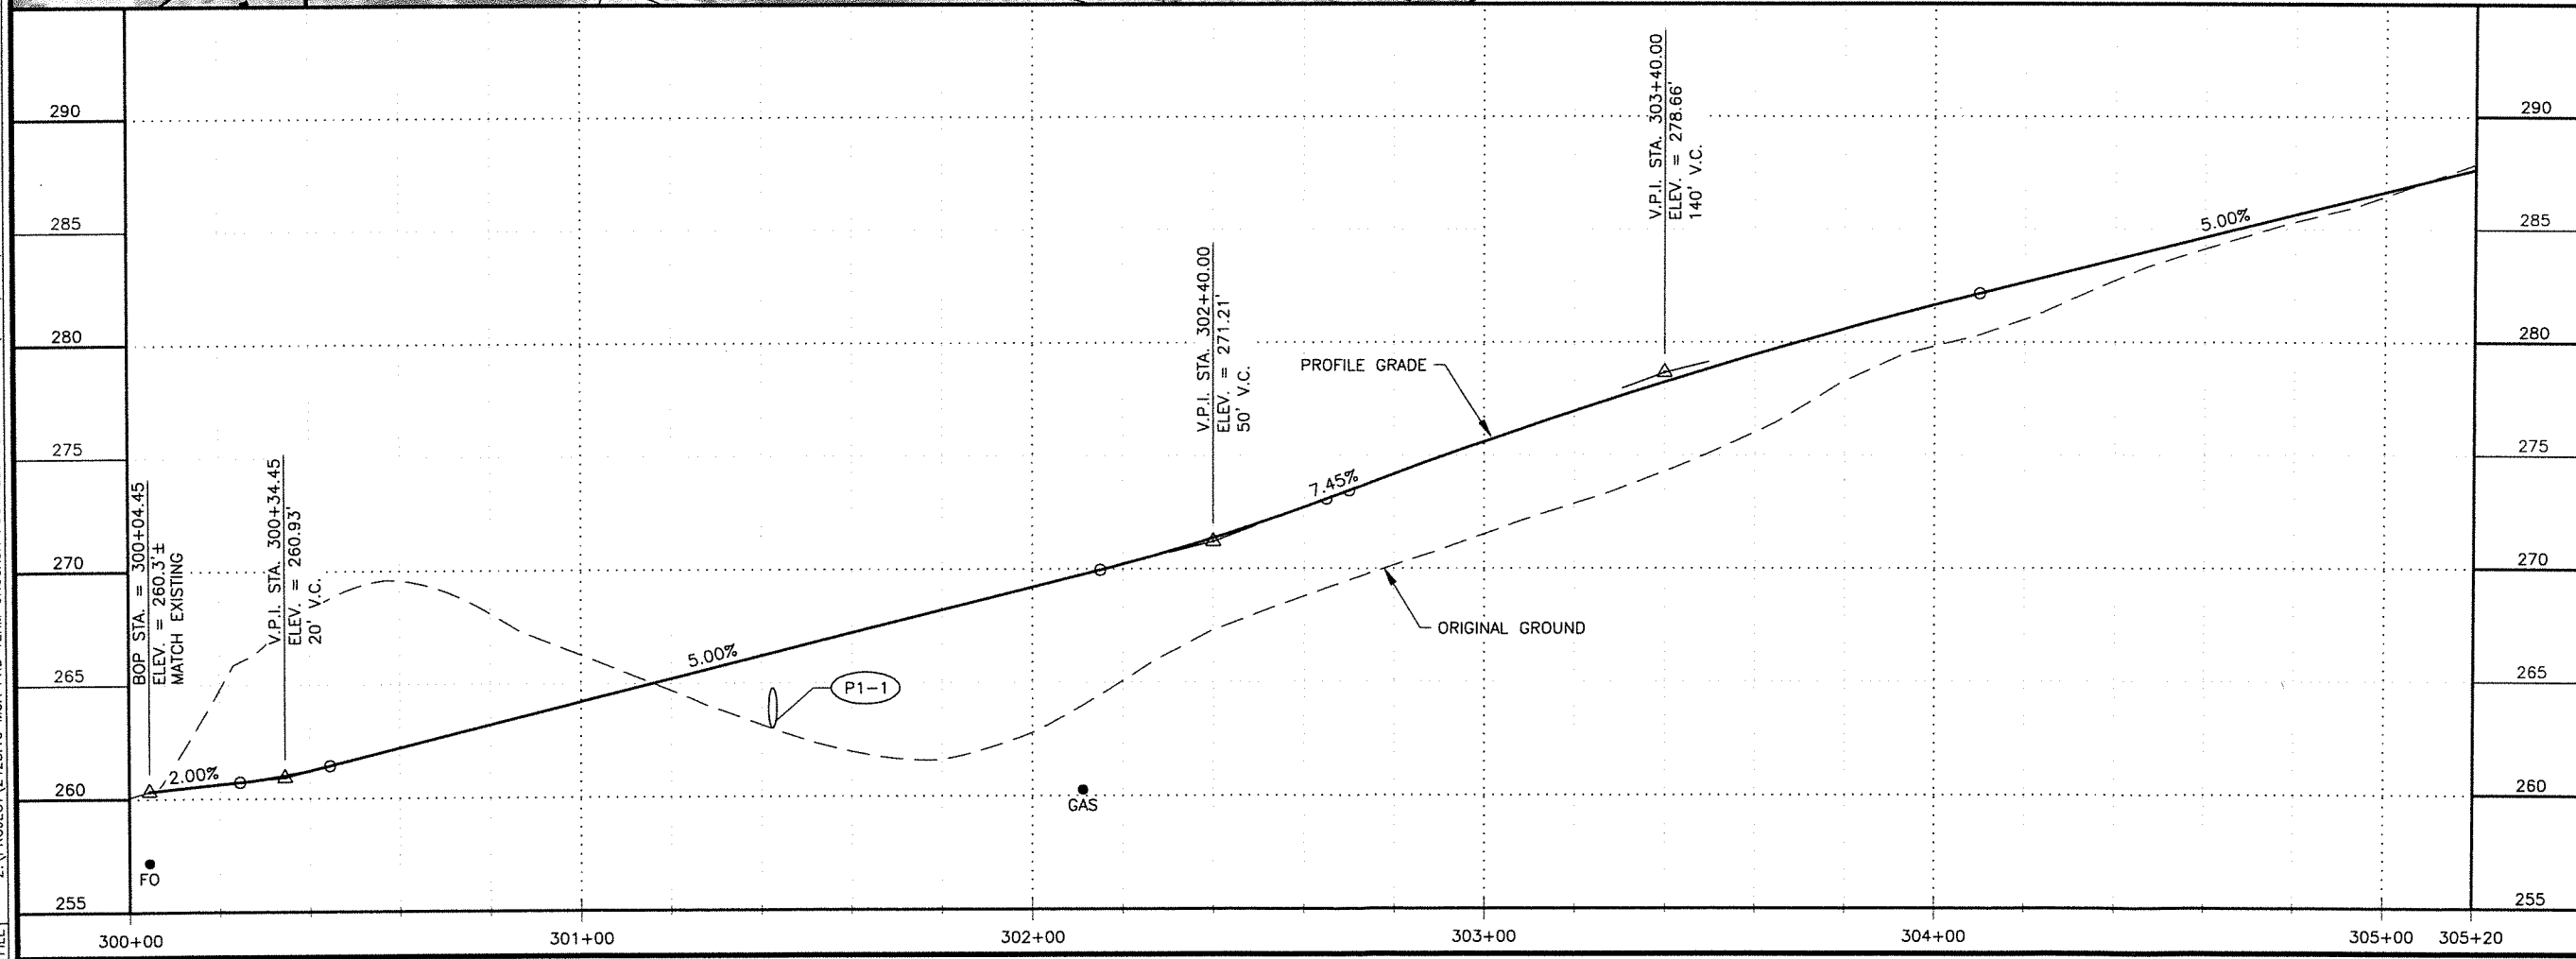 290
285
280
275
270
265
260
255
BOP STA. = 300+04.45
ELEV. = 260.3'±
MATCH EXISTING
2.00%
FO
V.P.I. STA. 300+34.45
ELEV. = 260.93'
20' V.C.
5.00%
P1-1
GAS
V.P.I. STA. 302+40.00
ELEV. = 271.21'
50' V.C.
7.45%
PROFILE GRADE
ORIGINAL GROUND
V.P.I. STA. 303+40.00
ELEV. = 278.66'
140' V.C.
5.00%
290
285
280
275
270
265
260
255
300+00
301+00
302+00
303+00
304+00
305+00
305+20